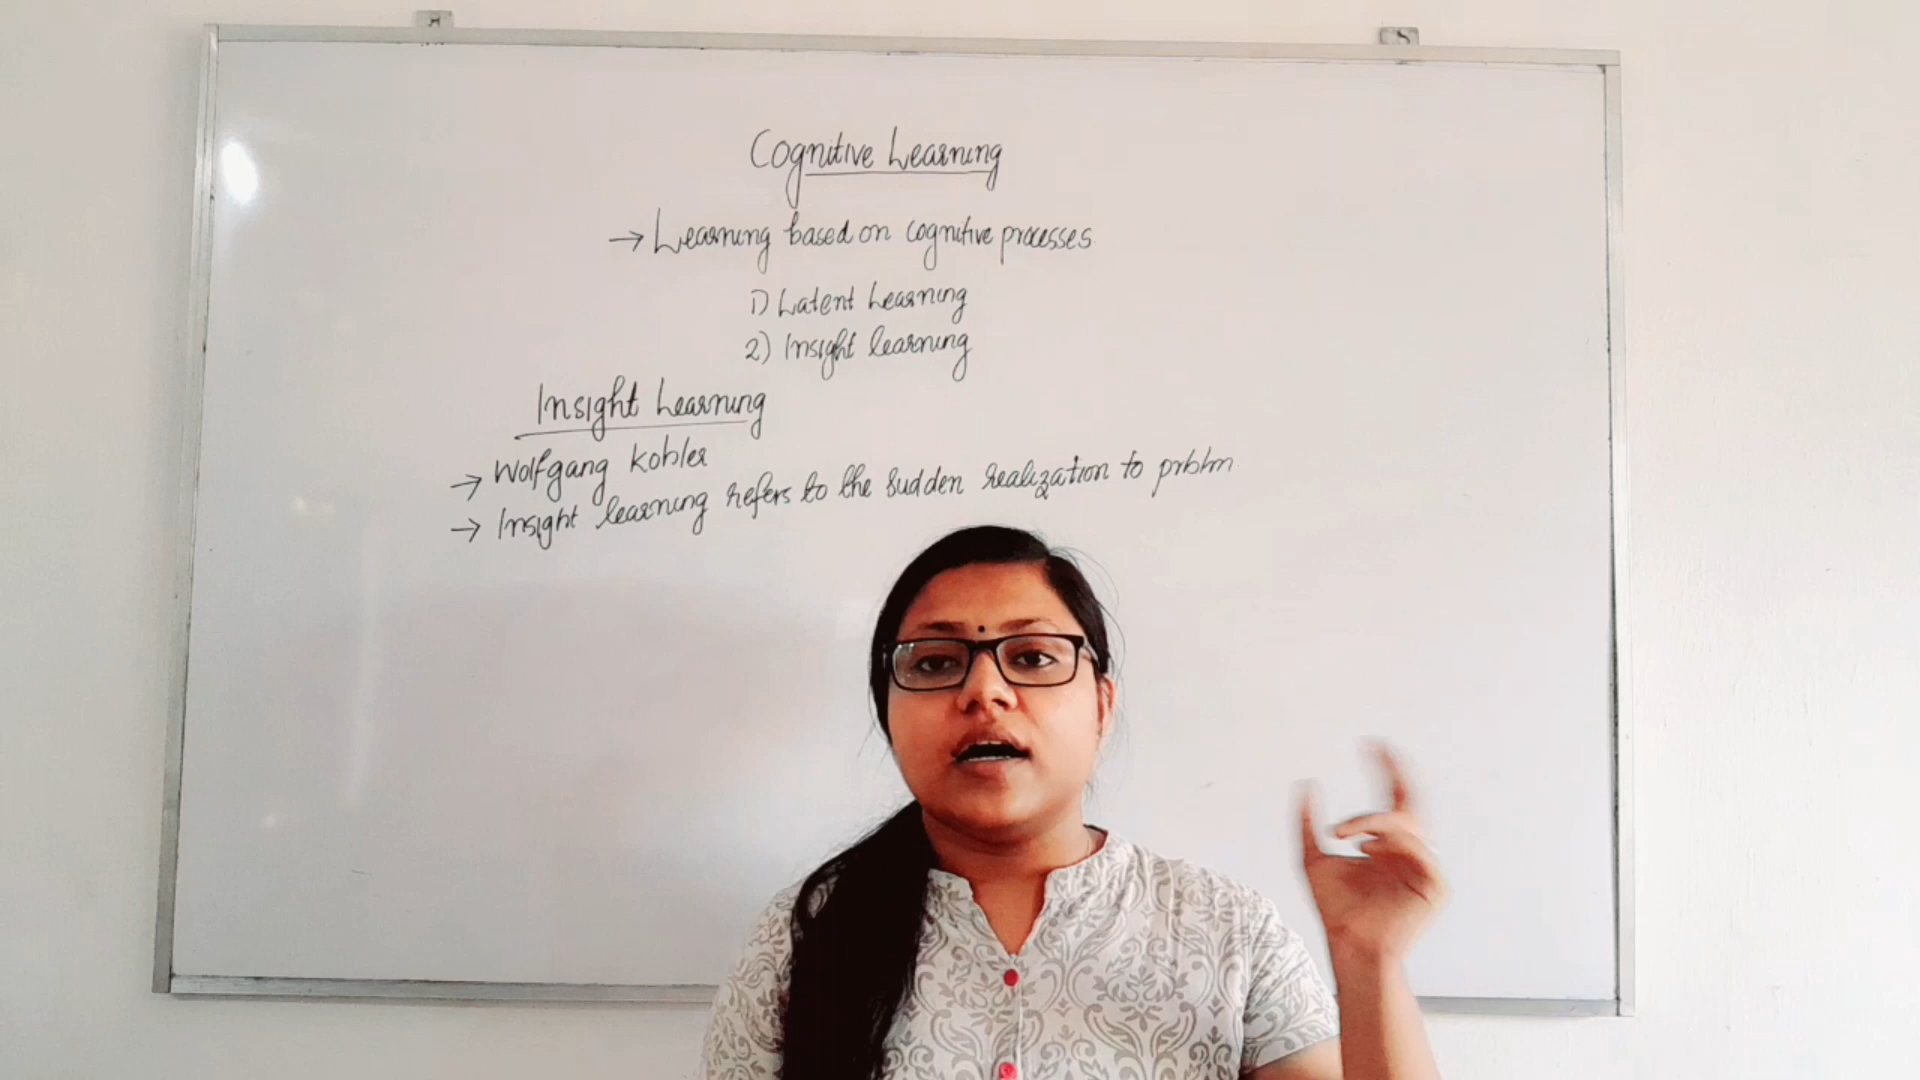 Cognitive Learning
→ Learning based on cognitive processes
1) Latent Learning
2) Insight learning
Insight Learning
→ Wolfgang Kohler
→ Insight learning refers to the sudden realization to prblm